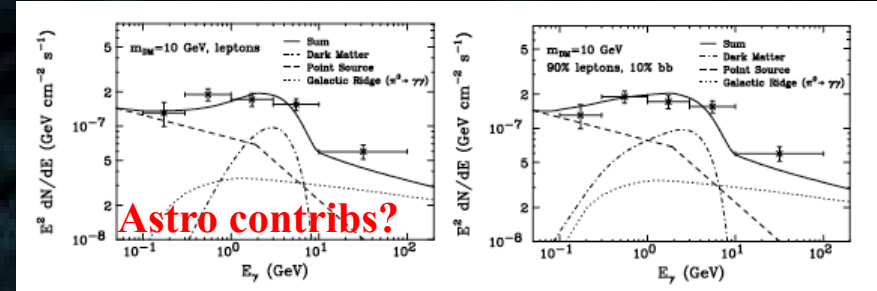 m_DM=10 GeV, leptons
Sum
Dark Matter
Point Source
Galactic Ridge (π⁰→γγ)
E² dN/dE (GeV cm⁻² s⁻¹)
5
2
10⁻⁷
5
2
10⁻⁸
10⁻¹
10⁰
10¹
10²
E_γ (GeV)
Astro contribs?
m_DM=10 GeV
90% leptons, 10% bb
Sum
Dark Matter
Point Source
Galactic Ridge (π⁰→γγ)
E² dN/dE (GeV cm⁻² s⁻¹)
5
2
10⁻⁷
5
2
10⁻⁸
10⁻¹
10⁰
10¹
10²
E_γ (GeV)